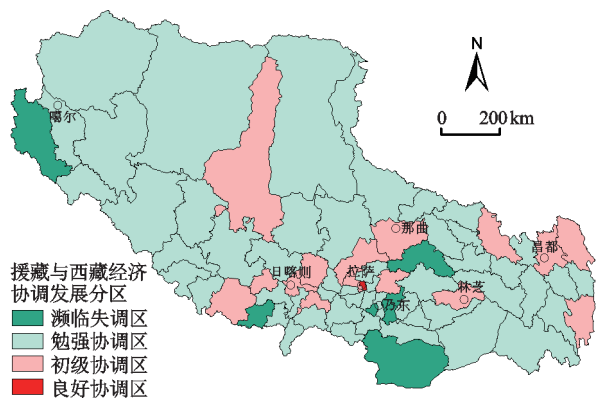 N
0 200 km
噶尔
那曲
昌都
日喀则
拉萨
林芝
乃东
援藏与西藏经济
协调发展分区
濒临失调区
勉强协调区
初级协调区
良好协调区